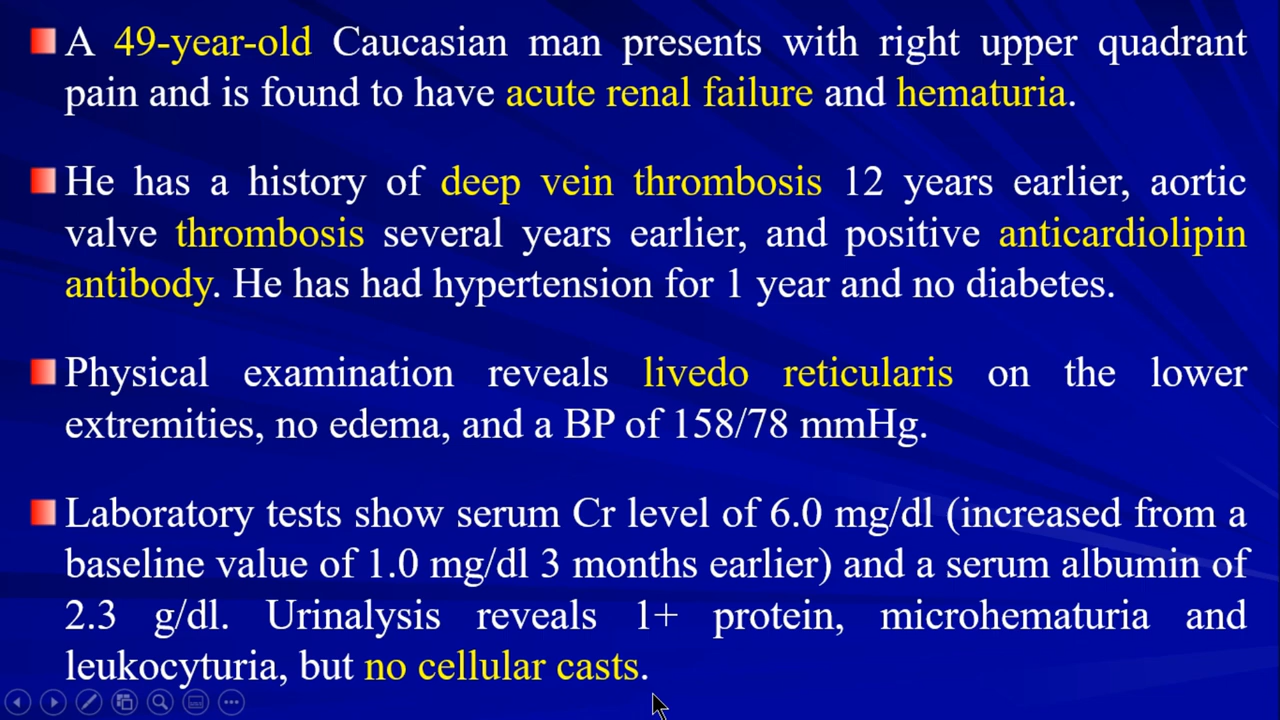 A 49-year-old Caucasian man presents with right upper quadrant
pain and is found to have acute renal failure and hematuria.
He has a history of deep vein thrombosis 12 years earlier, aortic
valve thrombosis several years earlier, and positive anticardiolipin
antibody. He has had hypertension for 1 year and no diabetes.
Physical examination reveals livedo reticularis on the lower
extremities, no edema, and a BP of 158/78 mmHg.
Laboratory tests show serum Cr level of 6.0 mg/dl (increased from a
baseline value of 1.0 mg/dl 3 months earlier) and a serum albumin of
2.3 g/dl. Urinalysis reveals 1+ protein, microhematuria and
leukocyturia, but no cellular casts.